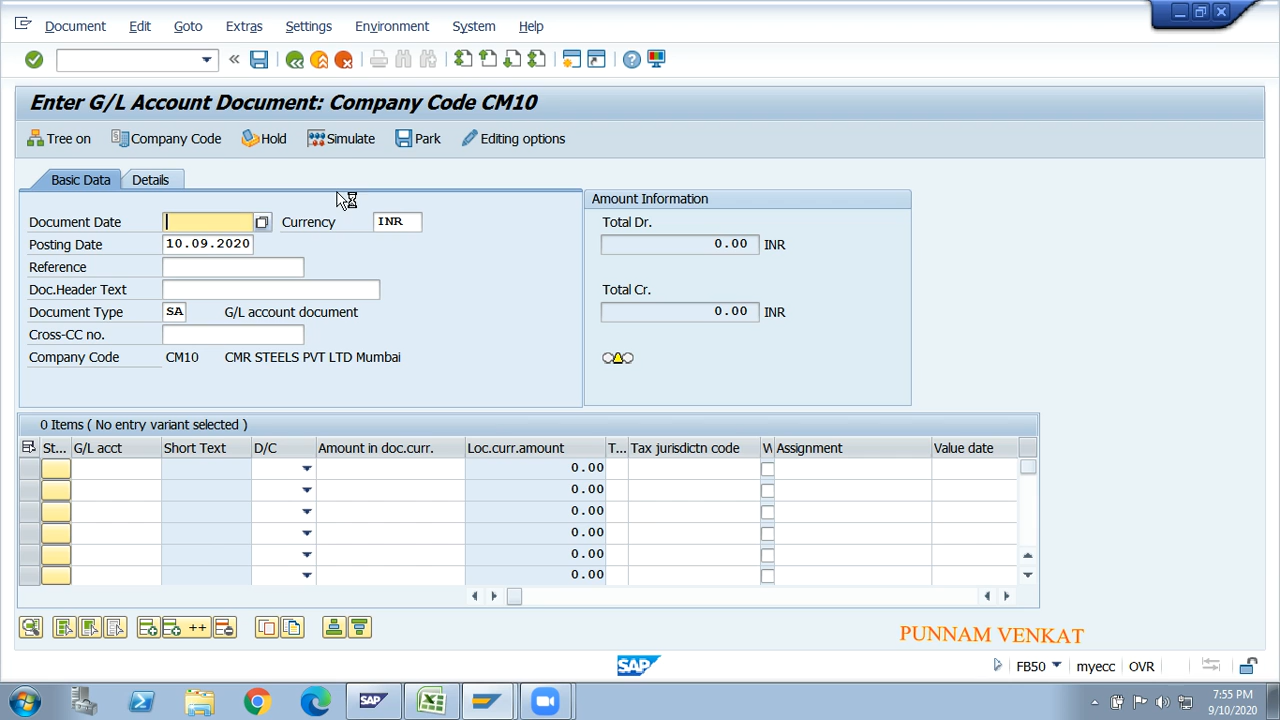 Document Edit Goto Extras Settings Environment System Help
Enter G/L Account Document: Company Code CM10
Tree on Company Code Hold Simulate Park Editing options
Basic Data Details
Amount Information
Document Date Currency INR
Total Dr.
Posting Date 10.09.2020
0.00 INR
Reference
Doc.Header Text
Total Cr.
Document Type SA G/L account document
0.00 INR
Cross-CC no.
Company Code CM10 CMR STEELS PVT LTD Mumbai
0 Items ( No entry variant selected )
St... G/L acct Short Text D/C Amount in doc.curr. Loc.curr.amount T... Tax jurisdictn code W Assignment Value date
0.00
0.00
0.00
0.00
0.00
0.00
++
PUNNAM VENKAT
SAP FB50 myecc OVR
SAP
7:55 PM
9/10/2020